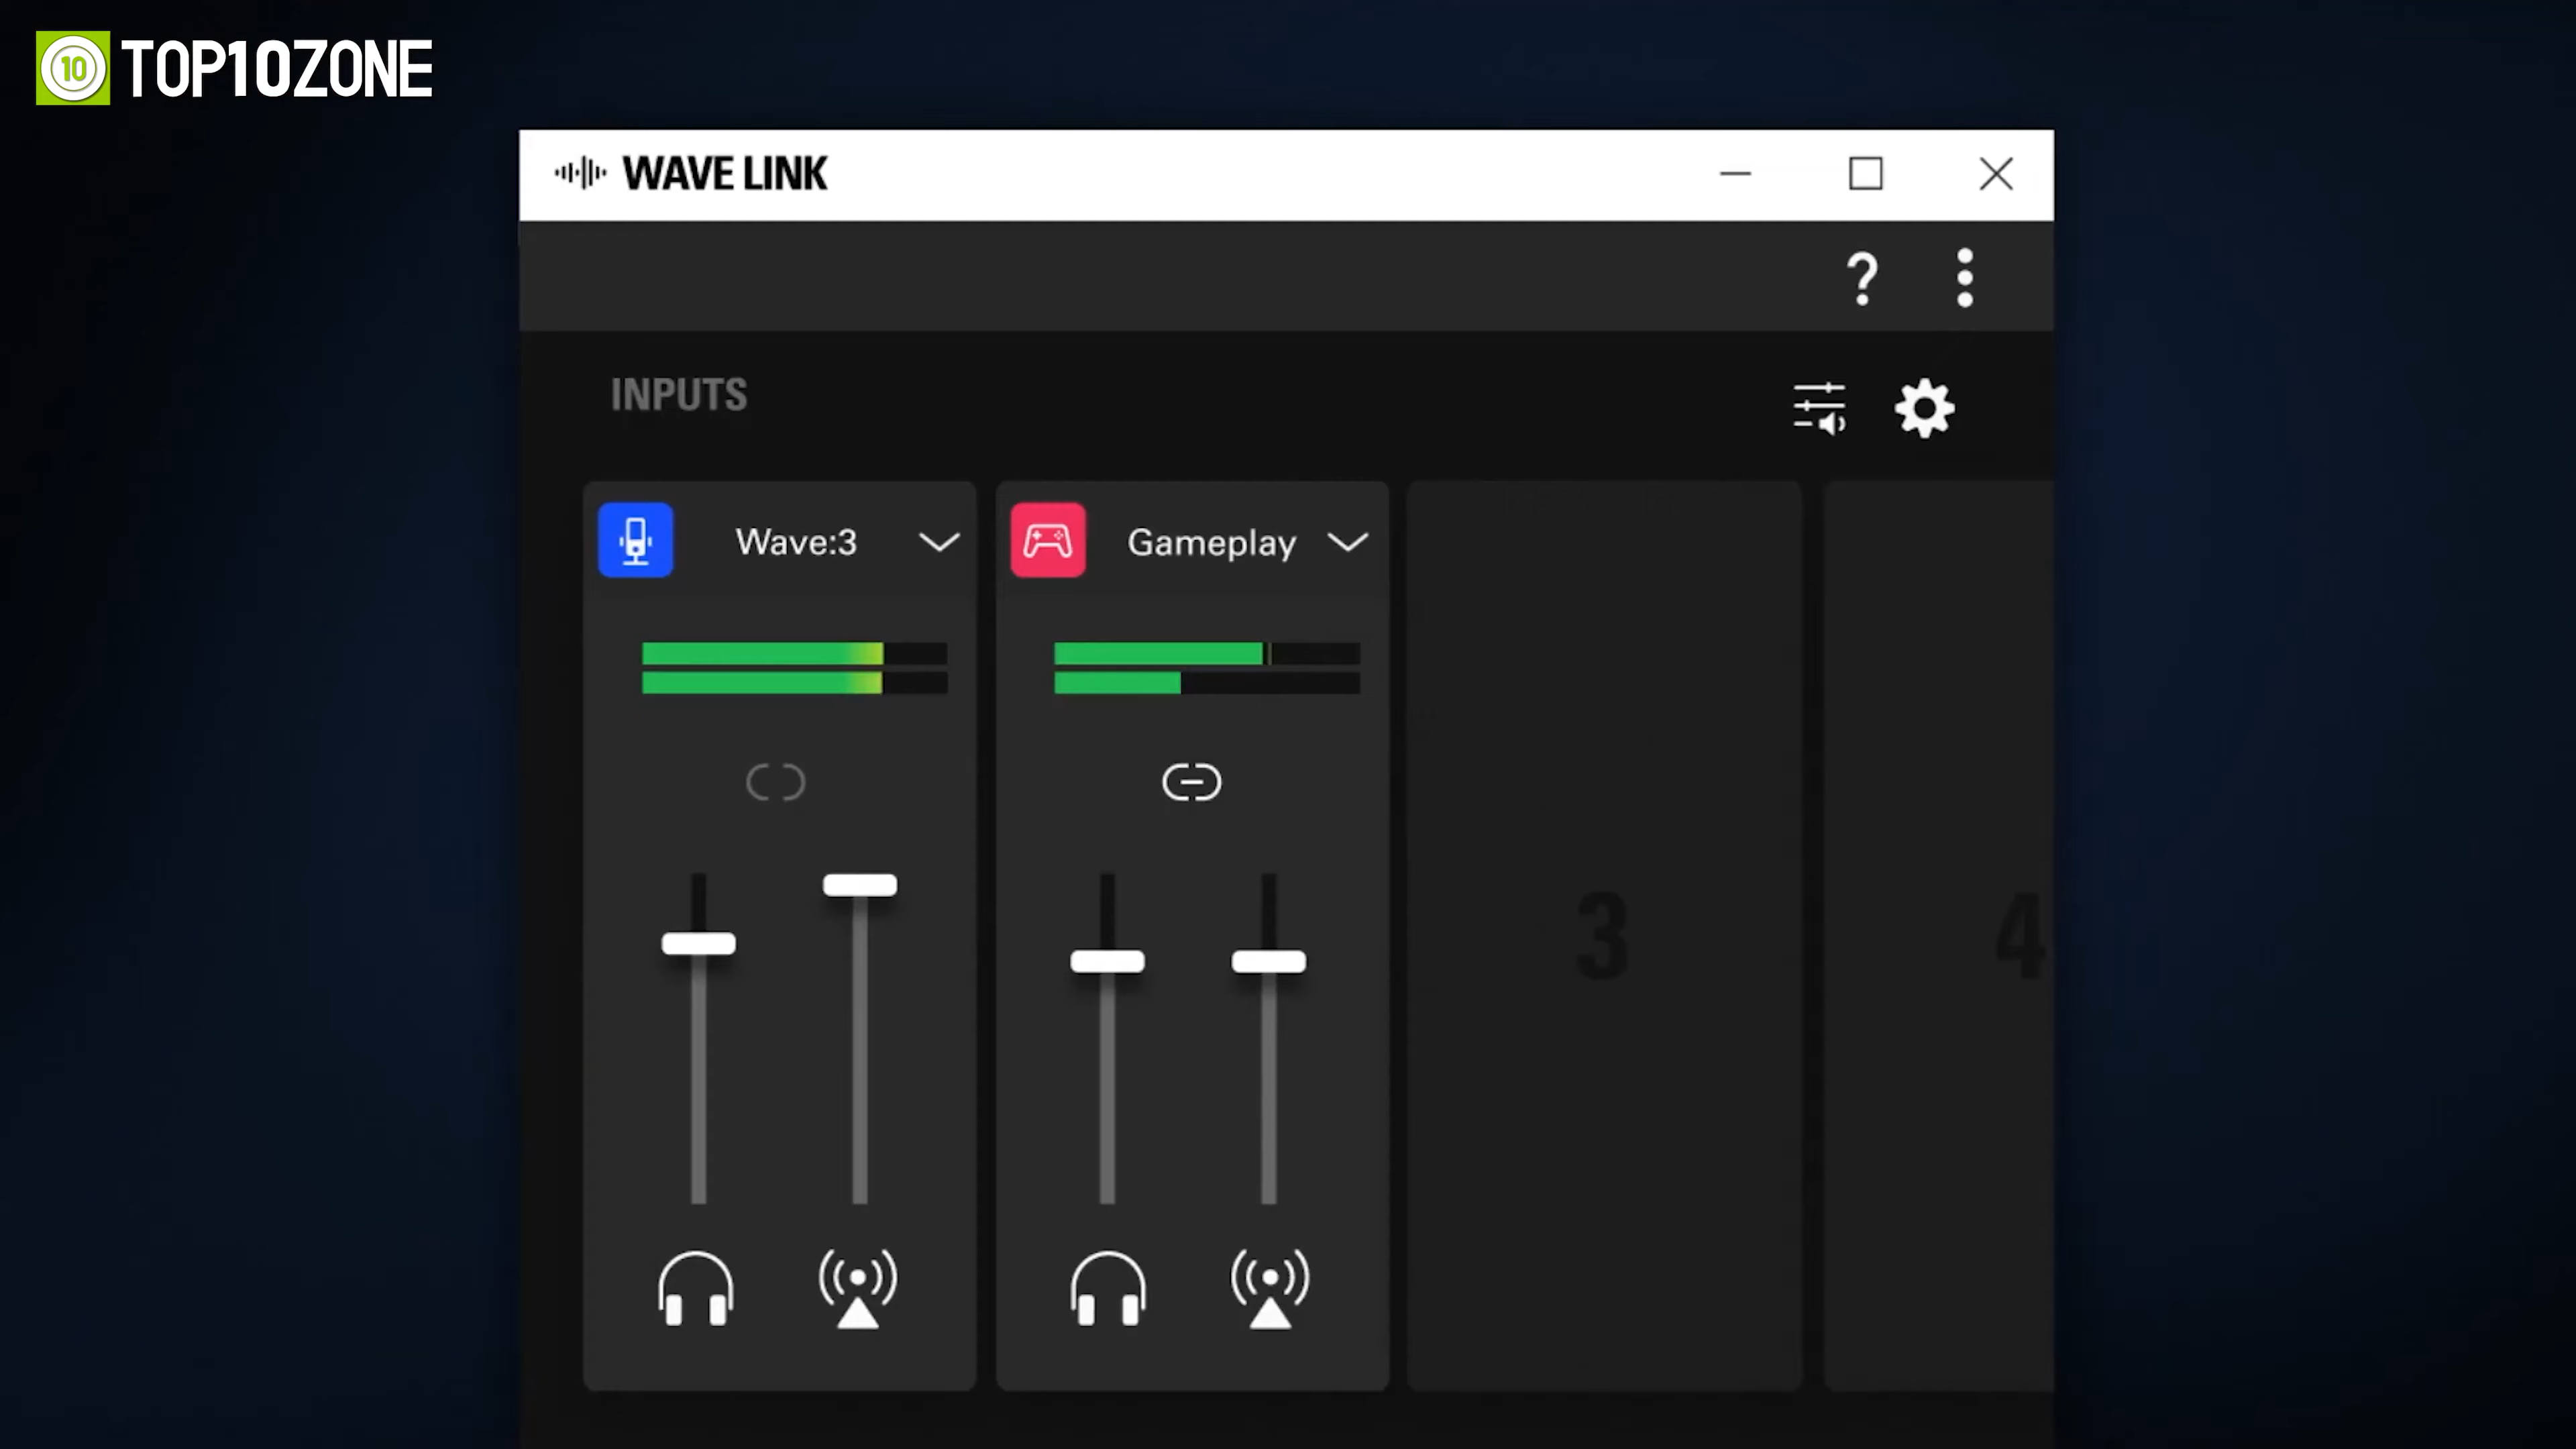 10 TOP10ZONE
WAVE LINK
?
INPUTS
Wave:3
Gameplay
3
4